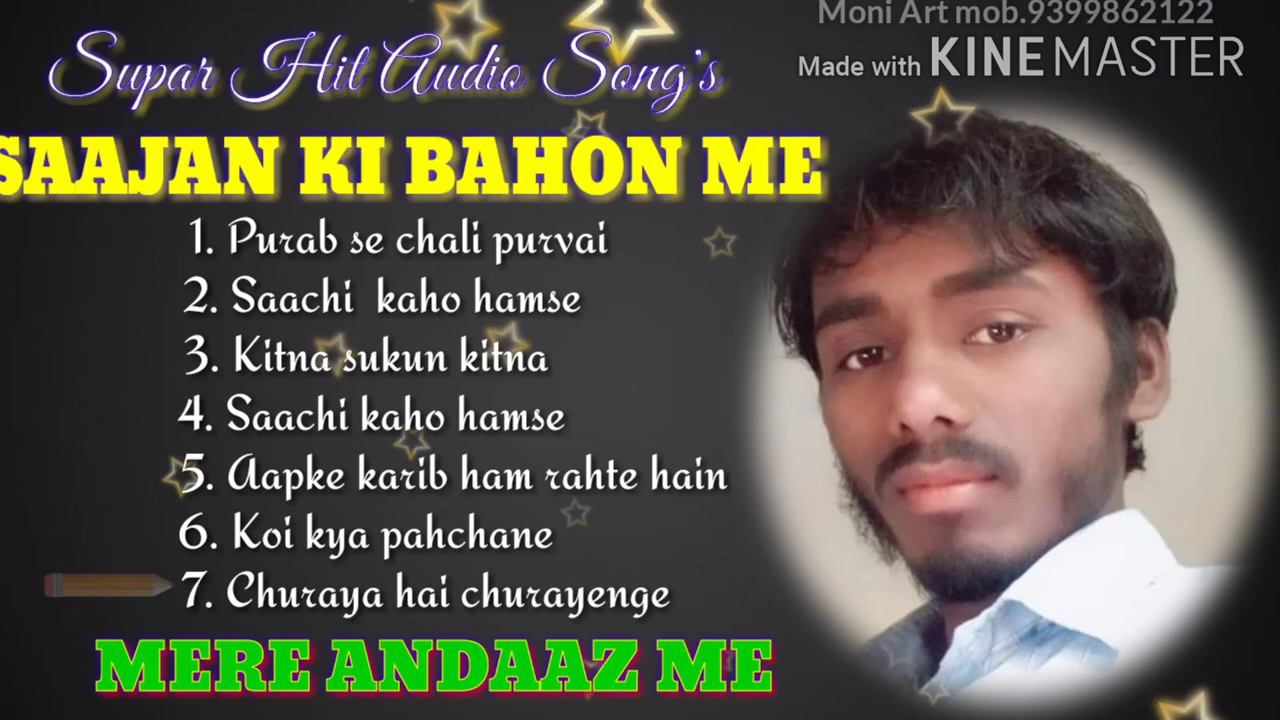 Moni Art mob.9399862122
Made with KINEMASTER
Supar Hit Audio Song's
SAAJAN KI BAHON ME
1. Purab se chali purvai
2. Saachi kaho hamse
3. Kitna sukun kitna
4. Saachi kaho hamse
5. Aapke karib ham rahte hain
6. Koi kya pahchane
7. Churaya hai churayenge
MERE ANDAAZ ME